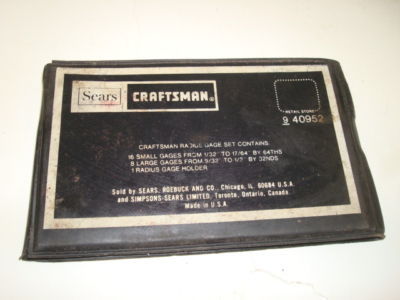 Sears CRAFTSMAN®
RETAIL STORE
9 40952
CRAFTSMAN RADIUS GAGE SET CONTAINS:
16 SMALL GAGES FROM 1/32" TO 17/64" BY 64THS
8 LARGE GAGES FROM 9/32" TO 1/2" BY 32NDS
1 RADIUS GAGE HOLDER
Sold by SEARS, ROEBUCK AND CO., Chicago, IL. 60684 U.S.A.
and SIMPSONS-SEARS LIMITED, Toronto, Ontario, Canada.
Made in U.S.A.